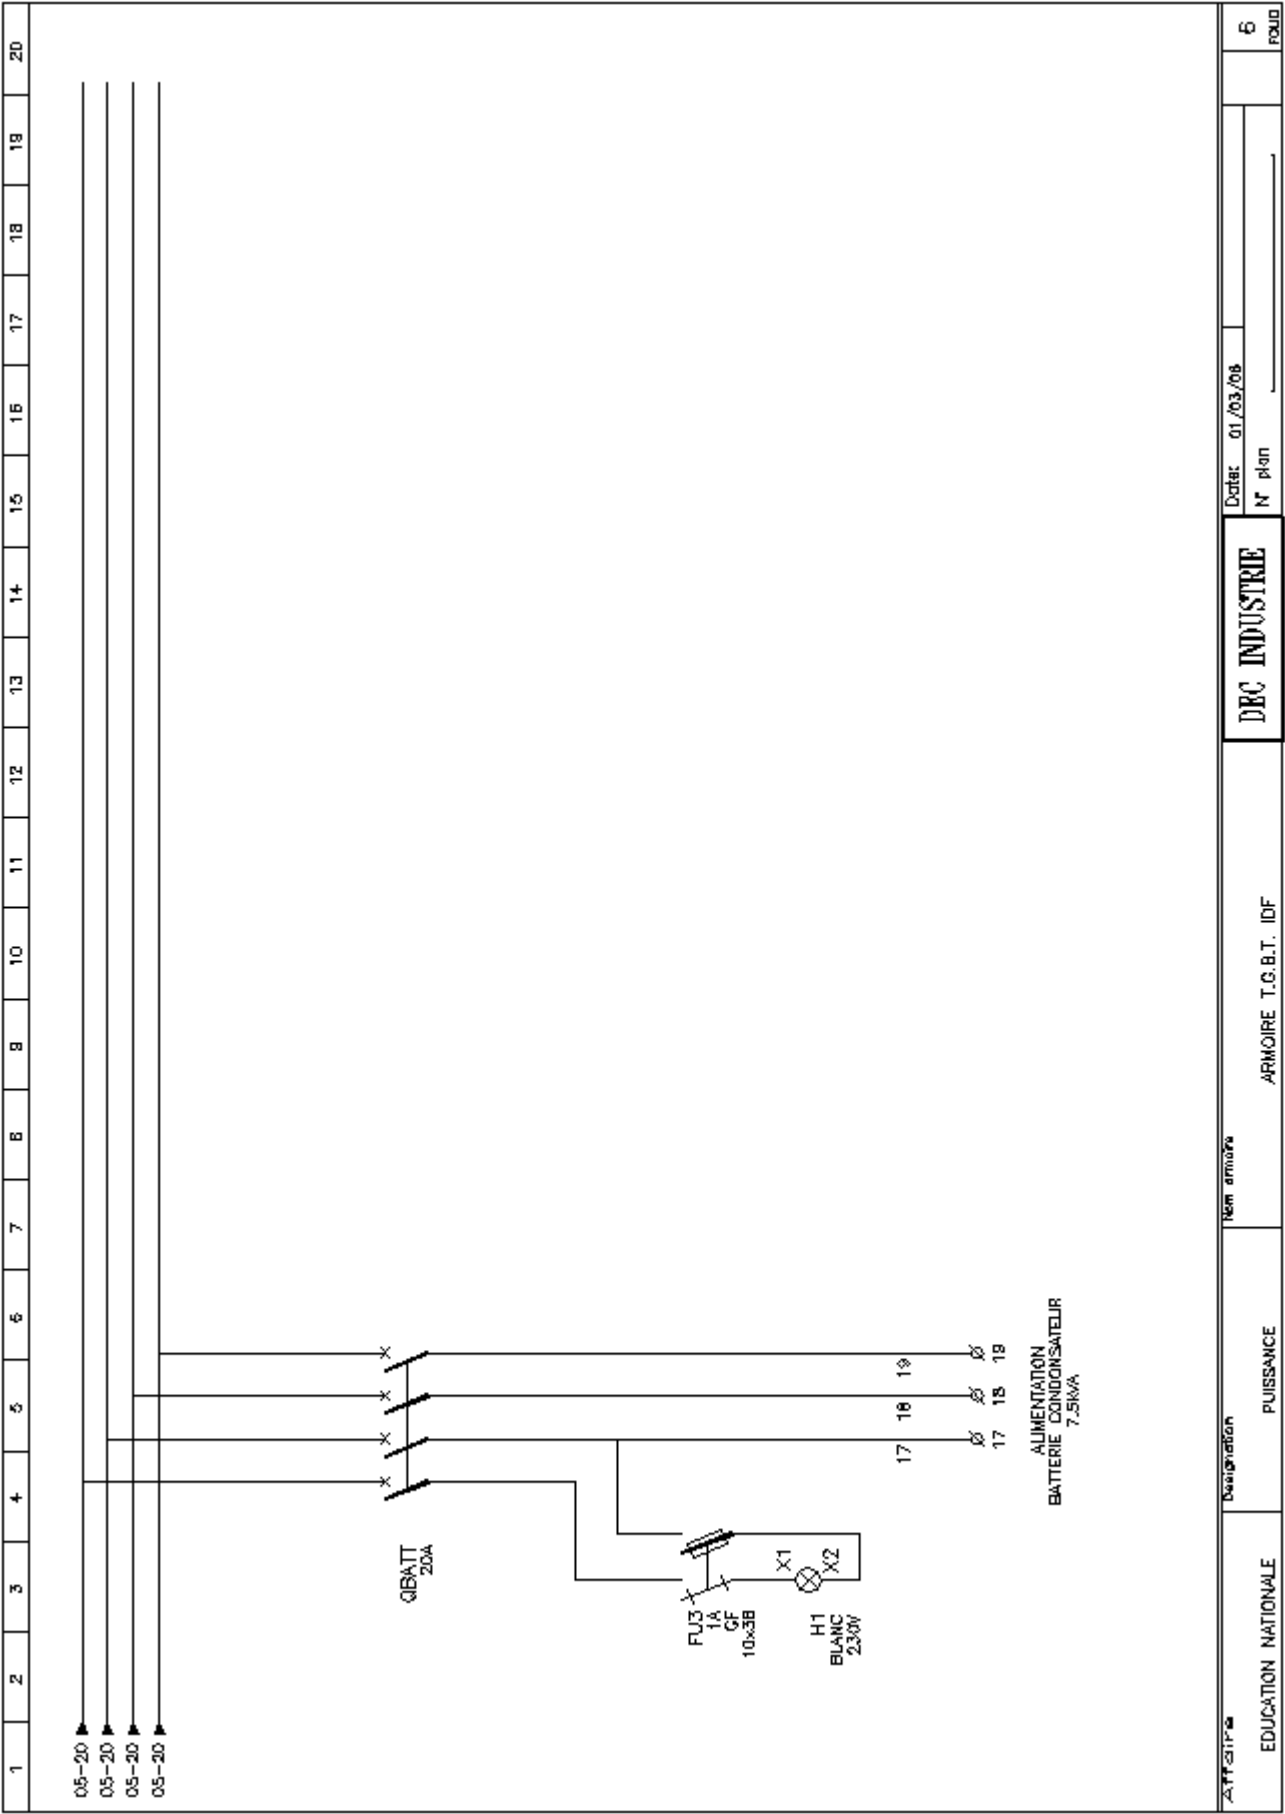 1 2 3 4 5 6 7 8 9 10 11 12 13 14 15 16 17 18 19 20
05-20
05-20
05-20
05-20
QBATT
20A
FU3
1A
GF
10x38
X1
X2
H1
BLANC
230V
17 18 19
17 18 19
ALIMENTATION
BATTERIE CONDONSATEUR
7.5kVA
Affaire
EDUCATION NATIONALE
Designation
PUISSANCE
Nom armoire
ARMOIRE T.G.B.T. IDF
DEC INDUSTRIE
Date: 01/03/06
N° plan
6
FOLIO